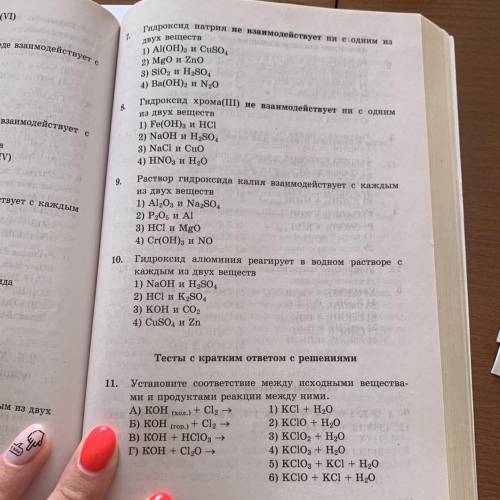 (VI)
де взаимодействует с
взаимодействует с
IV)
ствует с каждым
ида
ым из двух
7. Гидроксид натрия не взаимодействует ни с одним из
двух веществ
1) Al(OH)₃ и CuSO₄
2) MgO и ZnO
3) SiO₂ и H₂SO₄
4) Ba(OH)₂ и N₂O
8. Гидроксид хрома(III) не взаимодействует ни с одним
из двух веществ
1) Fe(OH)₃ и HCl
2) NaOH и H₂SO₄
3) NaCl и CuO
4) HNO₃ и H₂O
9. Раствор гидроксида калия взаимодействует с каждым
из двух веществ
1) Al₂O₃ и Na₂SO₄
2) P₂O₅ и Al
3) HCl и MgO
4) Cr(OH)₃ и NO
10. Гидроксид алюминия реагирует в водном растворе с
каждым из двух веществ
1) NaOH и H₂SO₄
2) HCl и K₂SO₄
3) KOH и CO₂
4) CuSO₄ и Zn
Тесты с кратким ответом с решениями
11. Установите соответствие между исходными вещества-
ми и продуктами реакции между ними.
А) KOH (хол.) + Cl₂ → 1) KCl + H₂O
Б) KOH (гор.) + Cl₂ → 2) KClO + H₂O
В) KOH + HClO₃ → 3) KClO₂ + H₂O
Г) KOH + Cl₂O → 4) KClO₃ + H₂O
5) KClO₃ + KCl + H₂O
6) KClO + KCl + H₂O